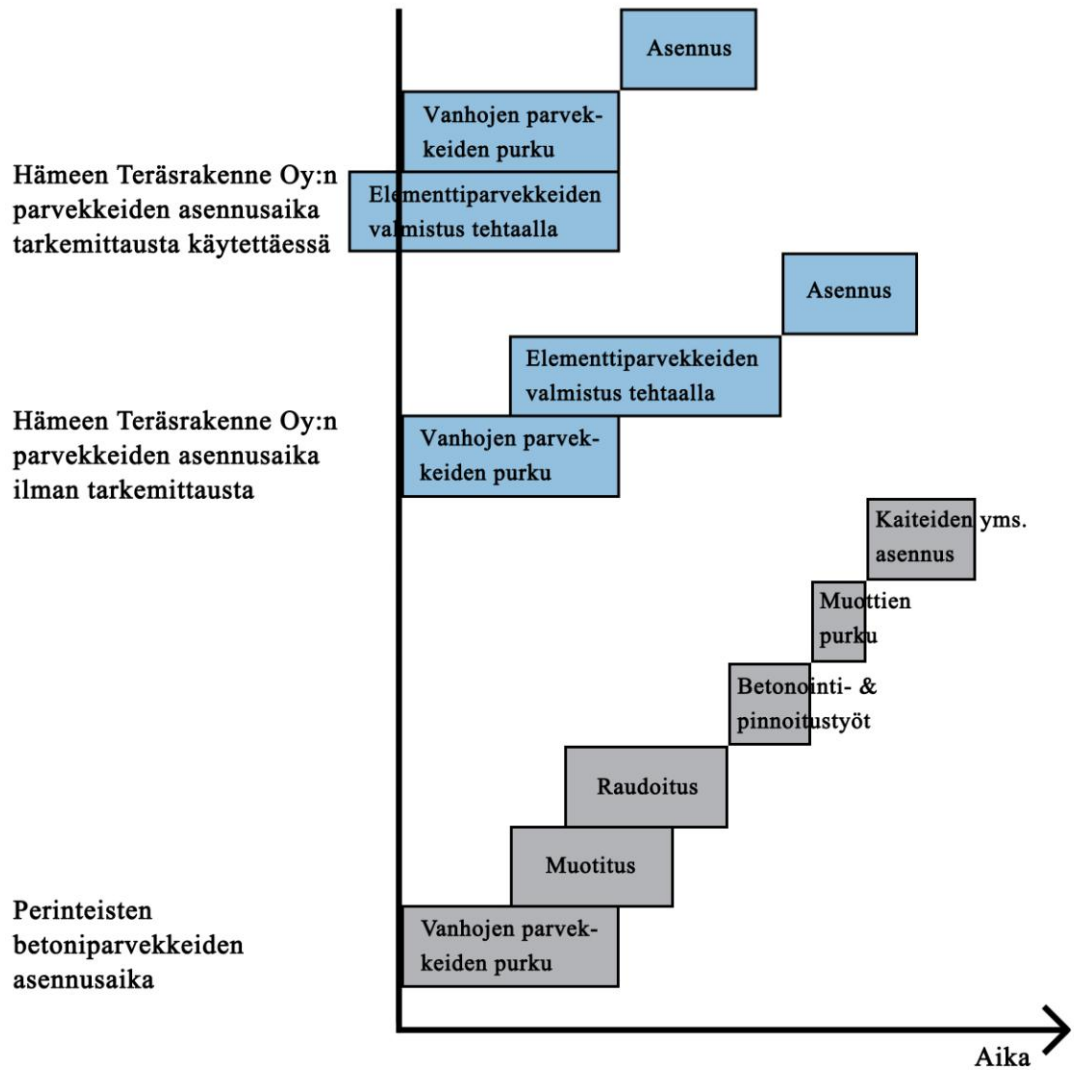 Asennus
Vanhojen parvek-
keiden purku
Hämeen Teräsrakenne Oy:n
parvekkeiden asennusaika
tarkemittausta käytettäessä
Elementtiparvekkeiden
valmistus tehtaalla
Asennus
Elementtiparvekkeiden
valmistus tehtaalla
Hämeen Teräsrakenne Oy:n
parvekkeiden asennusaika
ilman tarkemittausta
Vanhojen parvek-
keiden purku
Kaiteiden yms.
asennus
Muottien
purku
Betonointi- &
pinnoitustyöt
Raudoitus
Muotitus
Perinteisten
betoniparvekkeiden
asennusaika
Vanhojen parvek-
keiden purku
Aika